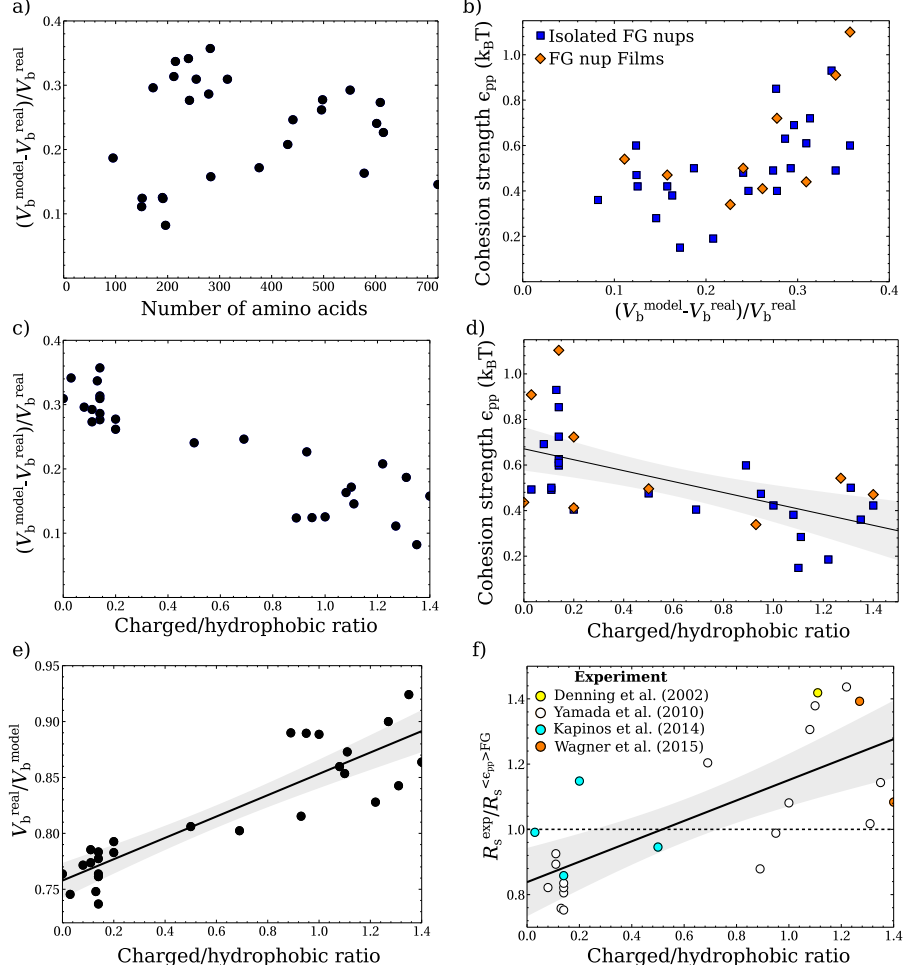 a)
0.4
0.3
0.2
0.1
0 100 200 300 400 500 600 700
Number of amino acids
(V_b^model-V_b^real)/V_b^real
b)
Isolated FG nups
FG nup Films
1.0
0.8
0.6
0.4
0.2
0.0 0.1 0.2 0.3 0.4
(V_b^model-V_b^real)/V_b^real
Cohesion strength ϵ_pp (k_BT)
c)
0.4
0.3
0.2
0.1
0.0 0.2 0.4 0.6 0.8 1.0 1.2 1.4
Charged/hydrophobic ratio
(V_b^model-V_b^real)/V_b^real
d)
1.0
0.8
0.6
0.4
0.2
0.0 0.2 0.4 0.6 0.8 1.0 1.2 1.4
Charged/hydrophobic ratio
Cohesion strength ϵ_pp (k_BT)
e)
0.95
0.90
0.85
0.80
0.75
0.0 0.2 0.4 0.6 0.8 1.0 1.2 1.4
Charged/hydrophobic ratio
V_b^real/V_b^model
f)
Experiment
Denning et al. (2002)
Yamada et al. (2010)
Kapinos et al. (2014)
Wagner et al. (2015)
1.4
1.2
1.0
0.8
0.0 0.2 0.4 0.6 0.8 1.0 1.2 1.4
Charged/hydrophobic ratio
R_s^exp/R_s^<ϵ_pp>FG